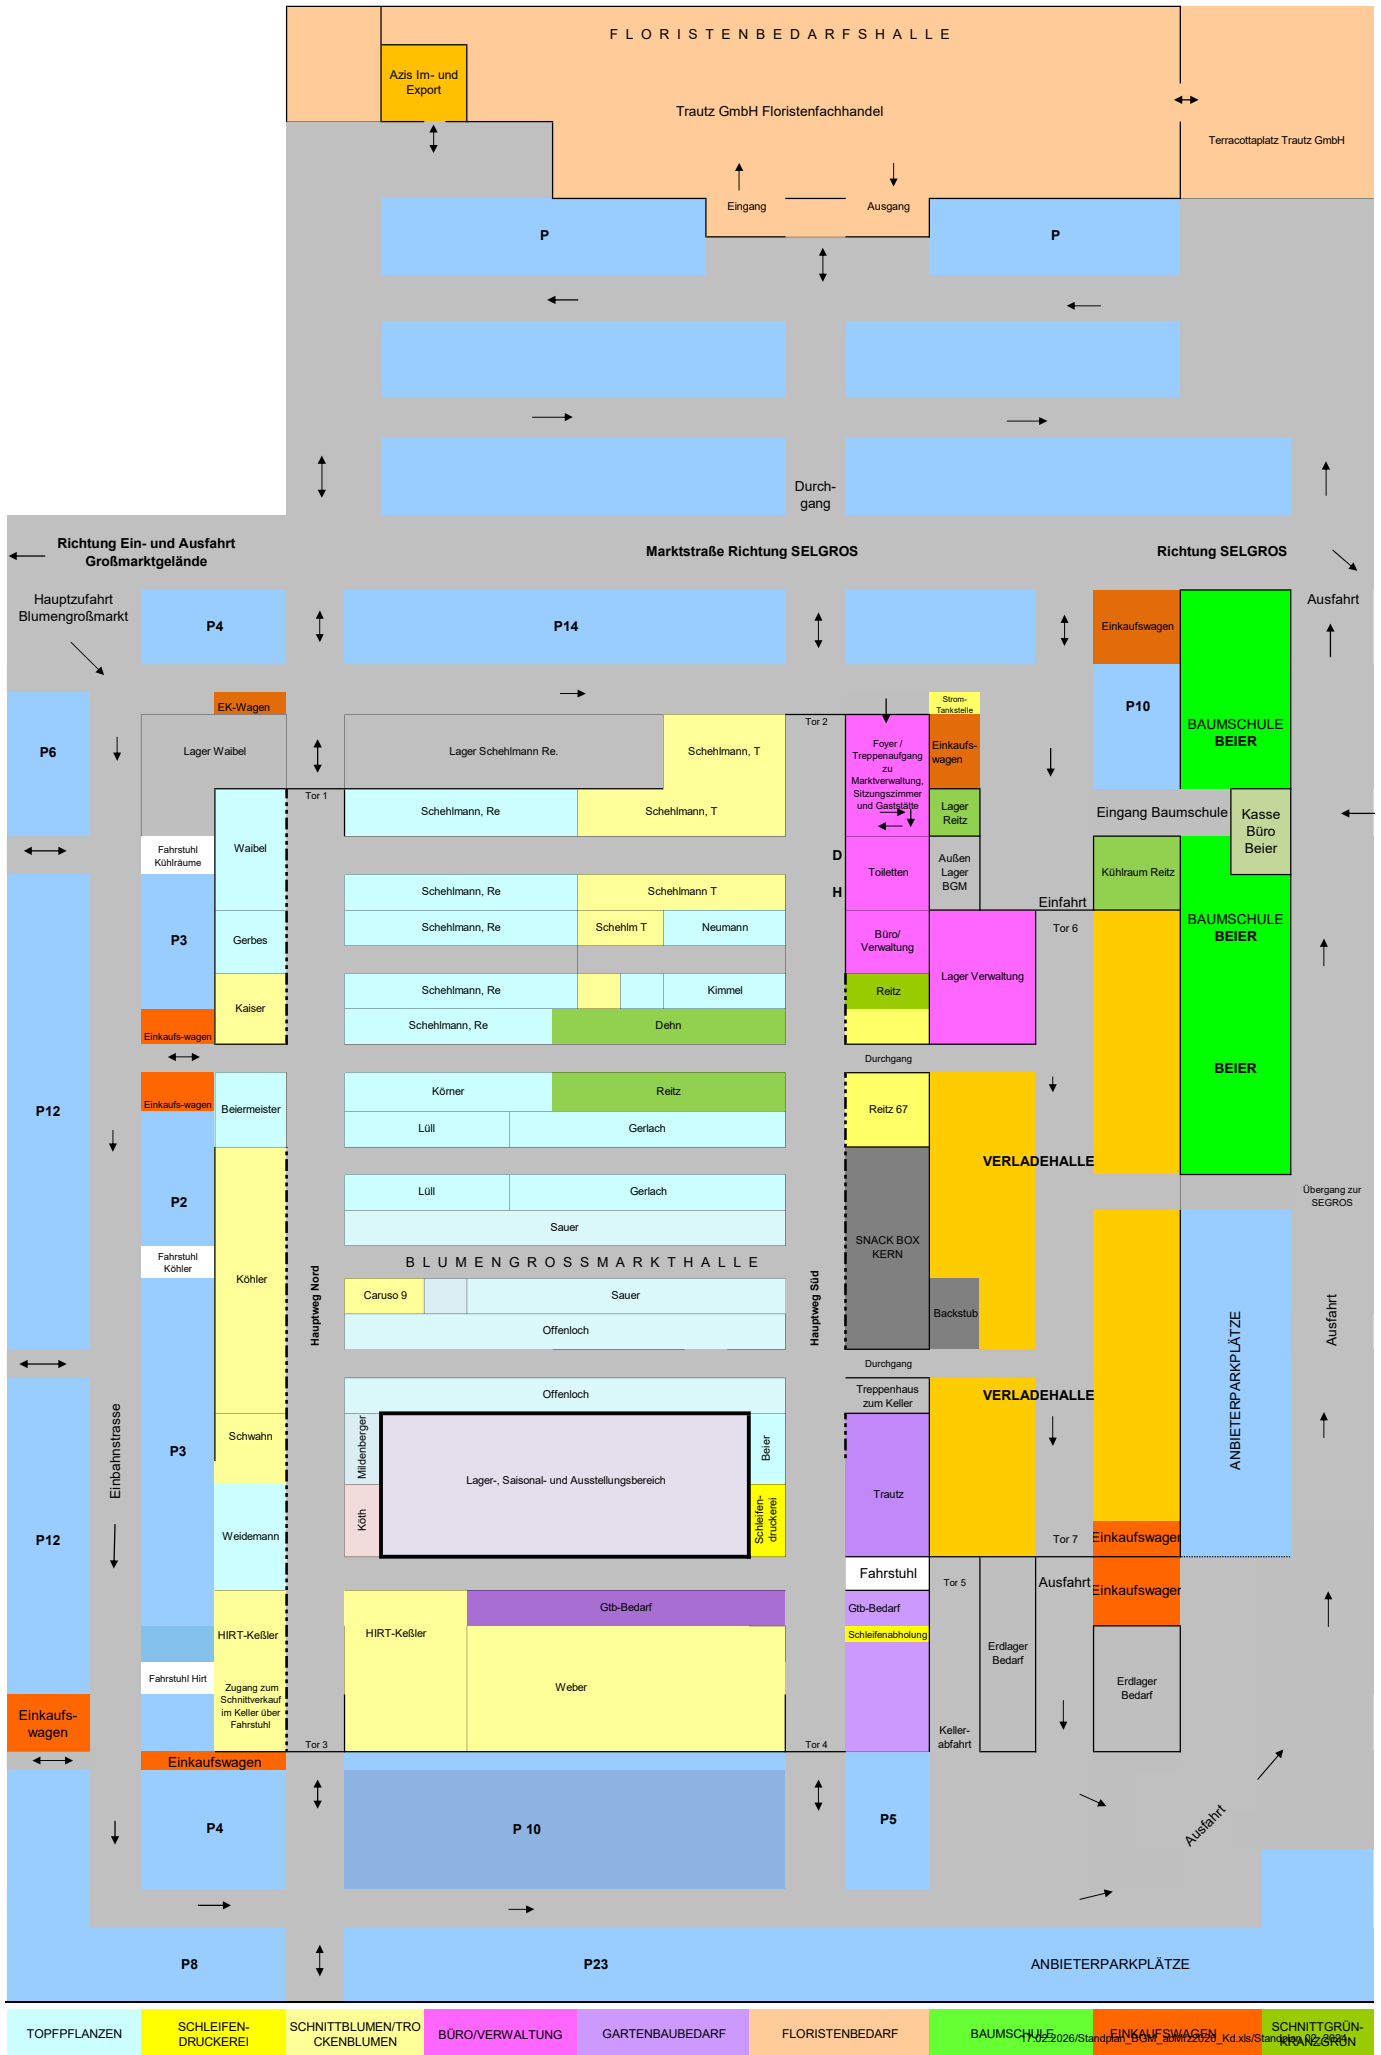 FLORISTENBEDARFSHALLE
Azis Im- und
Export
Trautz GmbH Floristenfachhandel
Terracottaplatz Trautz GmbH
Eingang
Ausgang
P
P
Durch-
gang
Richtung Ein- und Ausfahrt
Großmarktgelände
Marktstraße Richtung SELGROS
Richtung SELGROS
Hauptzufahrt
Blumengroßmarkt
P4
P14
Einkaufswagen
Ausfahrt
P6
EK-Wagen
Lager Waibel
Lager Schehlmann Re.
Schehlmann, T
Tor 2
Foyer /
Treppenaufgang
zu
Marktverwaltung,
Sitzungszimmer
und Gaststätte
Strom-
Tankstelle
Einkaufs-
wagen
P10
BAUMSCHULE
BEIER
Tor 1
Schehlmann, Re
Schehlmann, T
Lager
Reitz
Eingang Baumschule
Kasse
Büro
Beier
Fahrstuhl
Kühlräume
Waibel
D
H
Toiletten
Außen
Lager
BGM
Kühlraum Reitz
Schehlmann, Re
Schehlmann T
Einfahrt
P3
Gerbes
Schehlmann, Re
Schehlm T
Neumann
Büro/
Verwaltung
Tor 6
BAUMSCHULE
BEIER
Lager Verwaltung
Kaiser
Schehlmann, Re
Kimmel
Reitz
Einkaufs-wagen
Schehlmann, Re
Dehn
Durchgang
BEIER
P12
Einkaufs-wagen
Beiermeister
Körner
Reitz
Reitz 67
Lüll
Gerlach
VERLADEHALLE
P2
Lüll
Gerlach
Übergang zur
SEGROS
Sauer
Fahrstuhl
Köhler
Köhler
BLUMENGROSSMARKTHALLE
SNACK BOX
KERN
Hauptweg Nord
Hauptweg Süd
Caruso 9
Sauer
Backstub
Offenloch
Ausfahrt
ANBIETERPARKPLÄTZE
Durchgang
Offenloch
Treppenhaus
zum Keller
VERLADEHALLE
Einbahnstrasse
P3
Schwahn
Mildenberger
Beier
Lager-, Saisonal- und Ausstellungsbereich
Trautz
P12
Weidemann
Köth
Schleifen-
druckerei
Tor 7
Einkaufswagen
Fahrstuhl
Tor 5
Ausfahrt
Einkaufswagen
HIRT-Keßler
HIRT-Keßler
Gtb-Bedarf
Gtb-Bedarf
Schleifenabholung
Erdlager
Bedarf
Erdlager
Bedarf
Fahrstuhl Hirt
Zugang zum
Schnittverkauf
im Keller über
Fahrstuhl
Weber
Einkaufs-
wagen
Keller-
abfahrt
Tor 3
Tor 4
Einkaufswagen
P4
P 10
P5
Ausfahrt
P8
P23
ANBIETERPARKPLÄTZE
TOPFPFLANZEN
SCHLEIFEN-
DRUCKEREI
SCHNITTBLUMEN/TRO
CKENBLUMEN
BÜRO/VERWALTUNG
GARTENBAUBEDARF
FLORISTENBEDARF
BAUMSCHULE
EINKAUFSWAGEN
SCHNITTGRÜN-
KRANZGRÜN